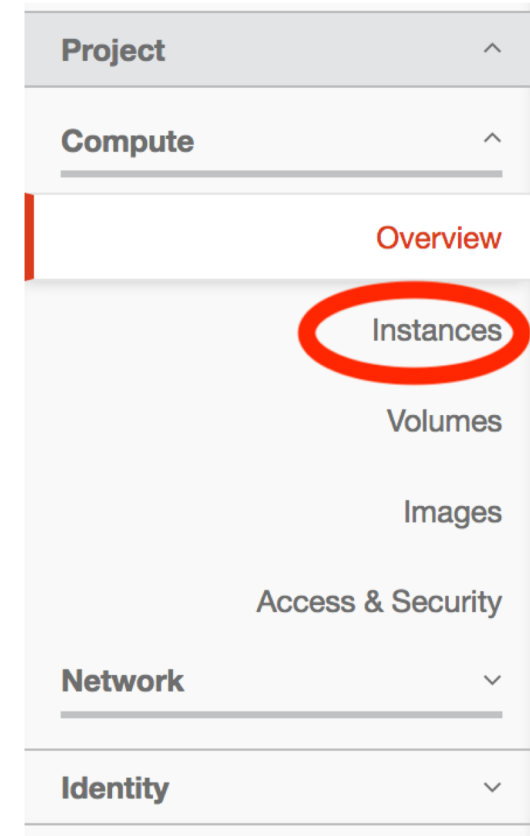 Project
Compute
Overview
Instances
Volumes
Images
Access & Security
Network
Identity